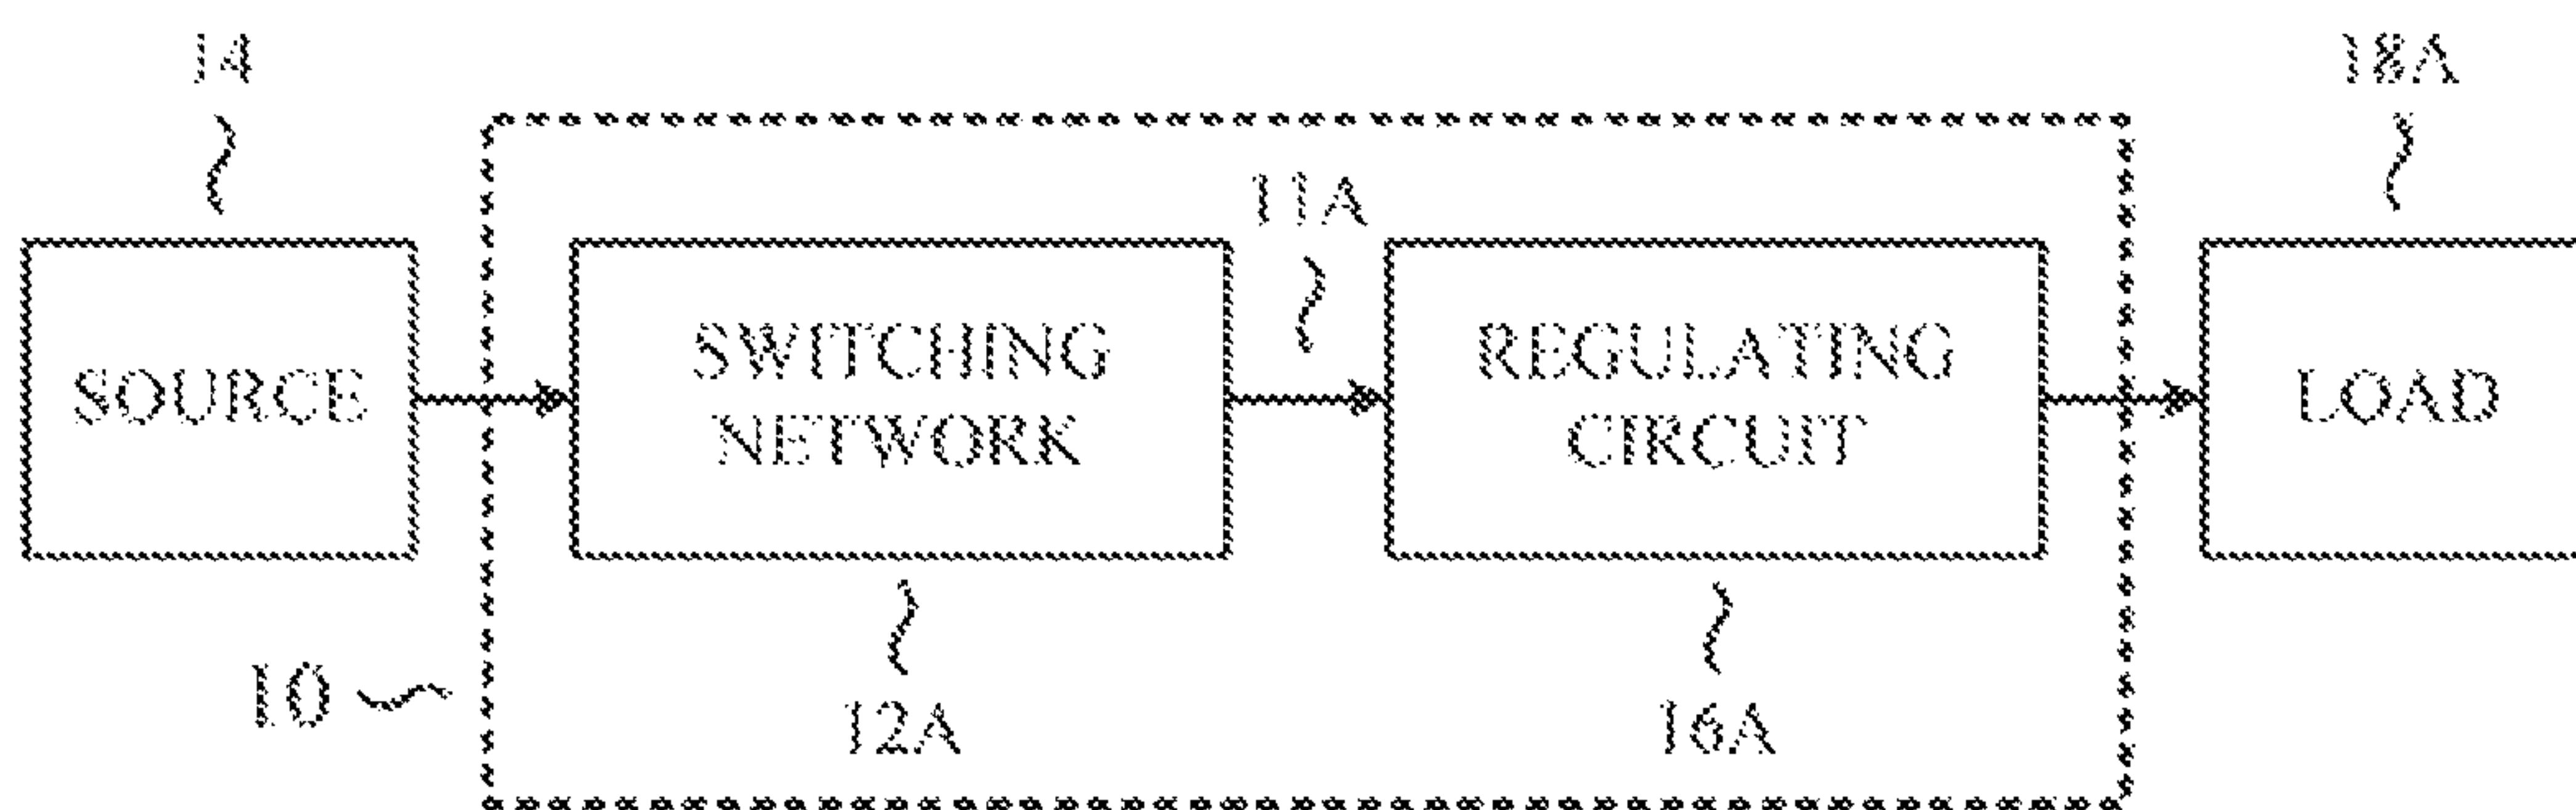 14
18A
11A
SOURCE
SWITCHING
NETWORK
REGULATING
CIRCUIT
LOAD
10
12A
16A